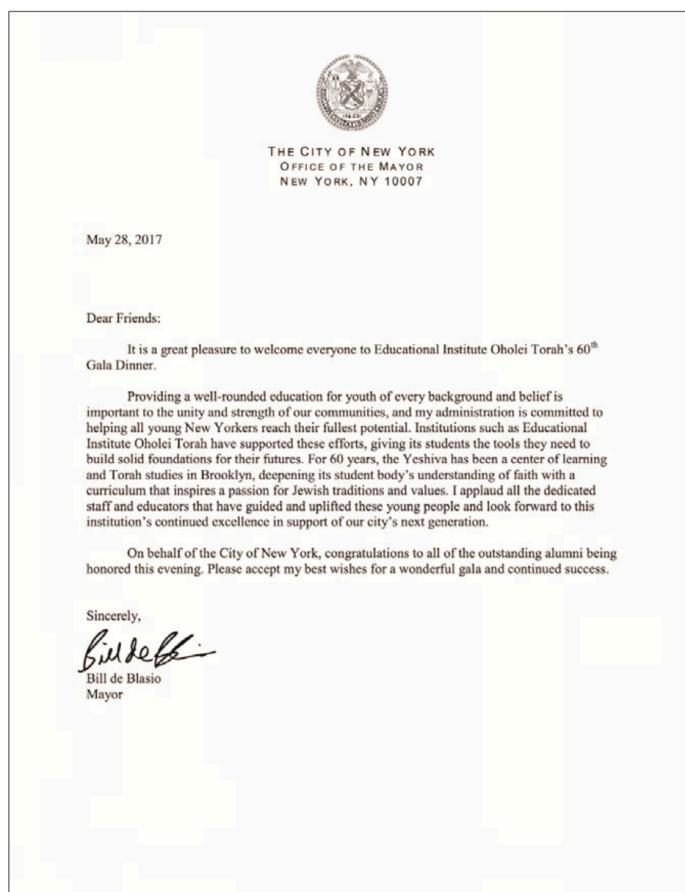 THE CITY OF NEW YORK
OFFICE OF THE MAYOR
NEW YORK, NY 10007
May 28, 2017
Dear Friends:
It is a great pleasure to welcome everyone to Educational Institute Oholei Torah's 60th
Gala Dinner.
Providing a well-rounded education for youth of every background and belief is
important to the unity and strength of our communities, and my administration is committed to
helping all young New Yorkers reach their fullest potential. Institutions such as Educational
Institute Oholei Torah have supported these efforts, giving its students the tools they need to
build solid foundations for their futures. For 60 years, the Yeshiva has been a center of learning
and Torah studies in Brooklyn, deepening its student body's understanding of faith with a
curriculum that inspires a passion for Jewish traditions and values. I applaud all the dedicated
staff and educators that have guided and uplifted these young people and look forward to this
institution's continued excellence in support of our city's next generation.
On behalf of the City of New York, congratulations to all of the outstanding alumni being
honored this evening. Please accept my best wishes for a wonderful gala and continued success.
Sincerely,
Bill de Blasio
Mayor